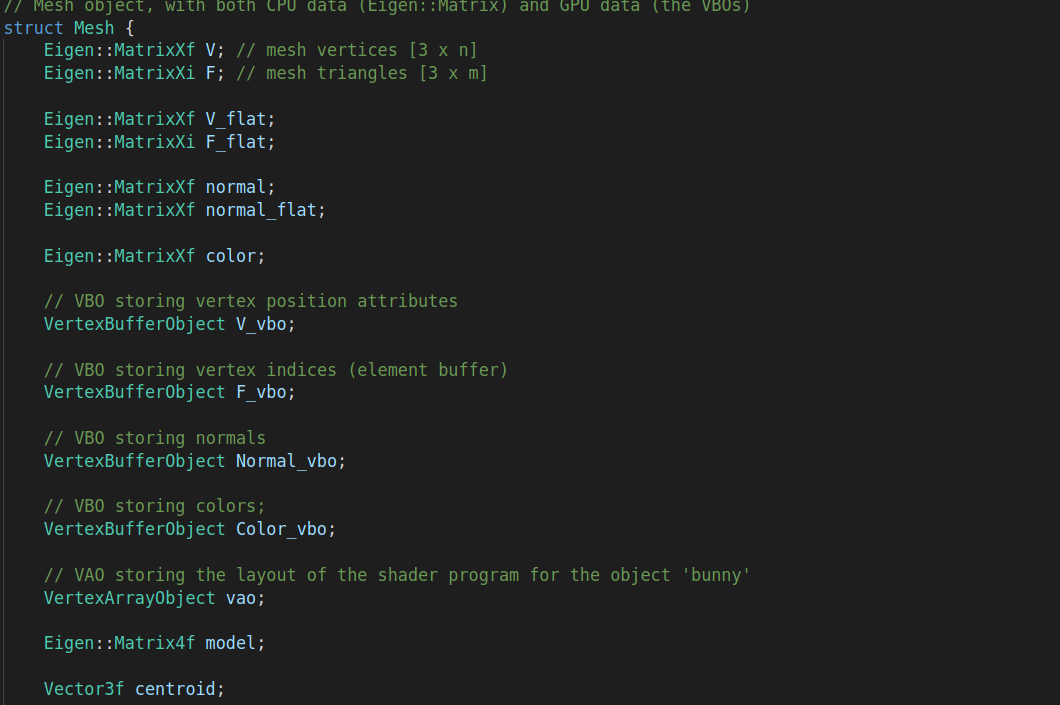 // Mesh object, with both CPU data (Eigen::Matrix) and GPU data (the VBOs)
struct Mesh {
Eigen::MatrixXf V; // mesh vertices [3 x n]
Eigen::MatrixXi F; // mesh triangles [3 x m]
Eigen::MatrixXf V_flat;
Eigen::MatrixXi F_flat;
Eigen::MatrixXf normal;
Eigen::MatrixXf normal_flat;
Eigen::MatrixXf color;
// VBO storing vertex position attributes
VertexBufferObject V_vbo;
// VBO storing vertex indices (element buffer)
VertexBufferObject F_vbo;
// VBO storing normals
VertexBufferObject Normal_vbo;
// VBO storing colors;
VertexBufferObject Color_vbo;
// VAO storing the layout of the shader program for the object 'bunny'
VertexArrayObject vao;
Eigen::Matrix4f model;
Vector3f centroid;